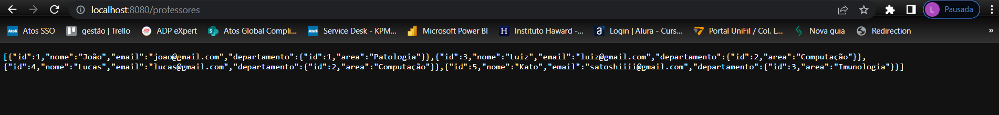 localhost:8080/professores
L Pausada
Atos Atos SSO gestão | Trello ADP eXpert S Atos Global Compli... Atos Service Desk - KPM... Microsoft Power BI H Instituto Haward -... a Login | Alura - Curs... Portal UniFil / Col. L... Nova guia Redirection »
[{"id":1,"nome":"João","email":"joao@gmail.com","departamento":{"id":1,"area":"Patologia"}},{"id":3,"nome":"Luiz","email":"luiz@gmail.com","departamento":{"id":2,"area":"Computação"}},
{"id":4,"nome":"Lucas","email":"lucas@gmail.com","departamento":{"id":2,"area":"Computação"}},{"id":5,"nome":"Kato","email":"satoshiiii@gmail.com","departamento":{"id":3,"area":"Imunologia"}}]